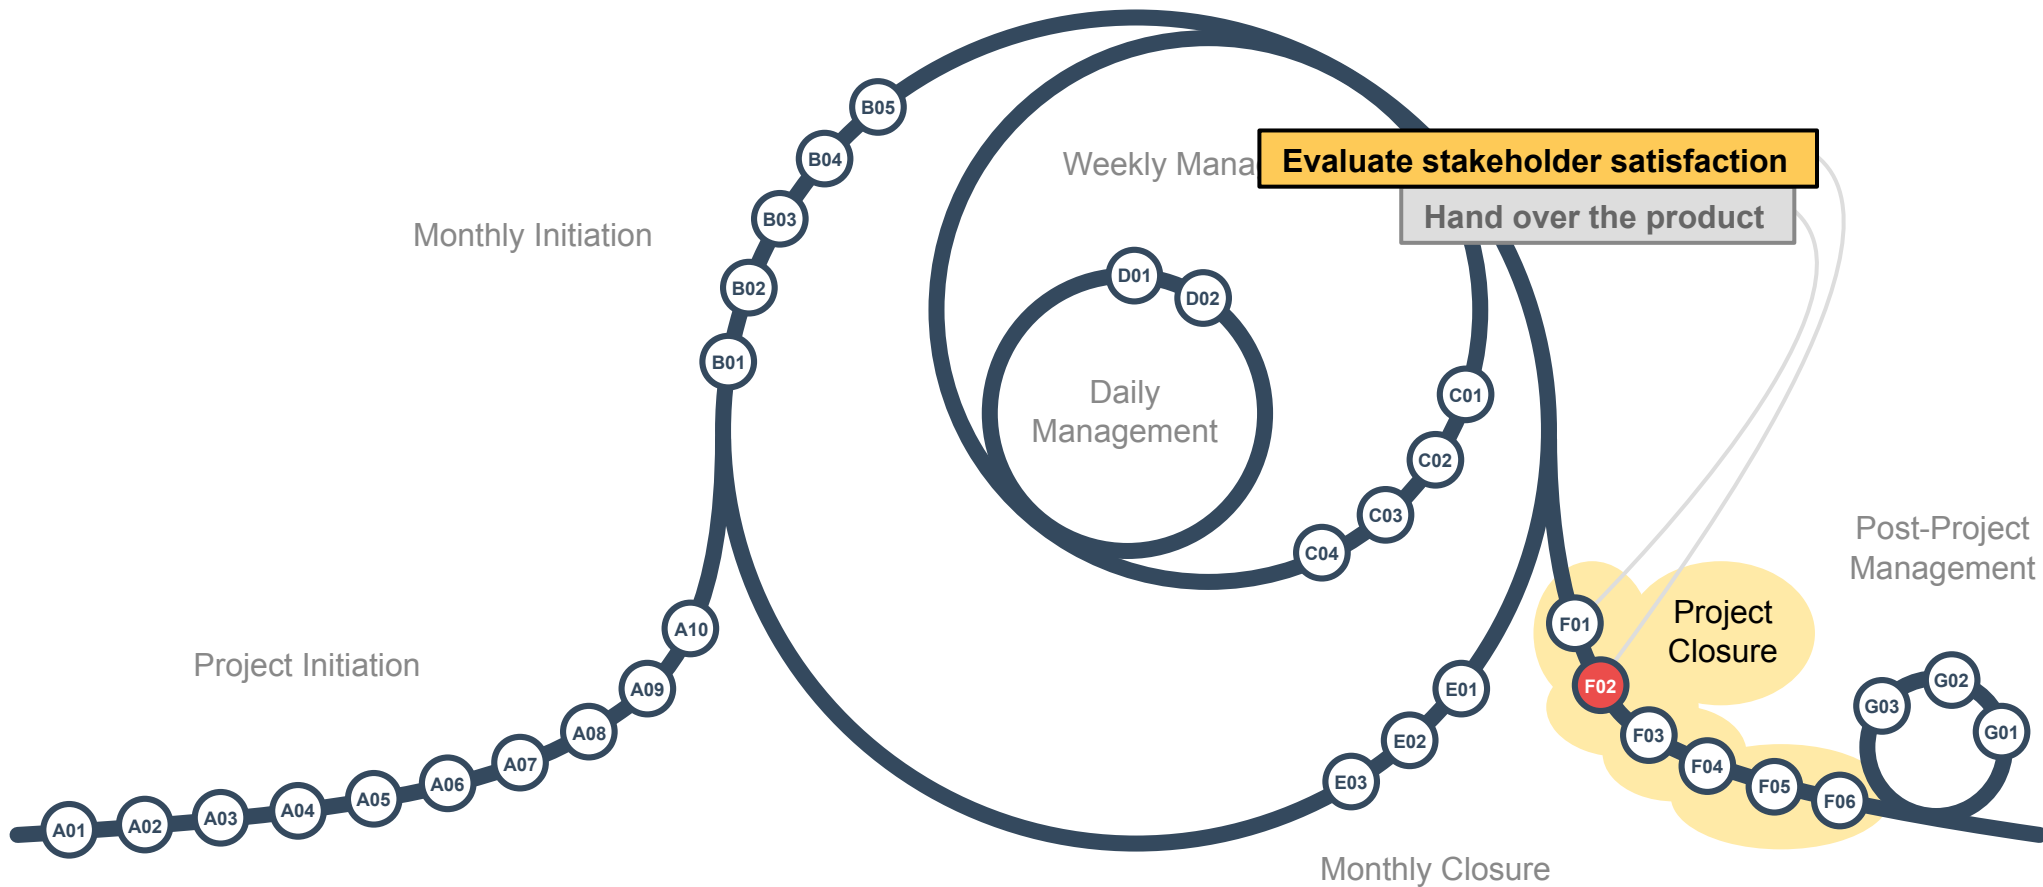 B05
B04
B03
B02
B01
Monthly Initiation
Weekly Mana
Evaluate stakeholder satisfaction
Hand over the product
D01
D02
Daily
Management
C01
C02
C03
C04
Project Initiation
A01
A02
A03
A04
A05
A06
A07
A08
A09
A10
E01
E02
E03
Monthly Closure
Project
Closure
F01
F02
F03
F04
F05
F06
Post-Project
Management
G03
G02
G01